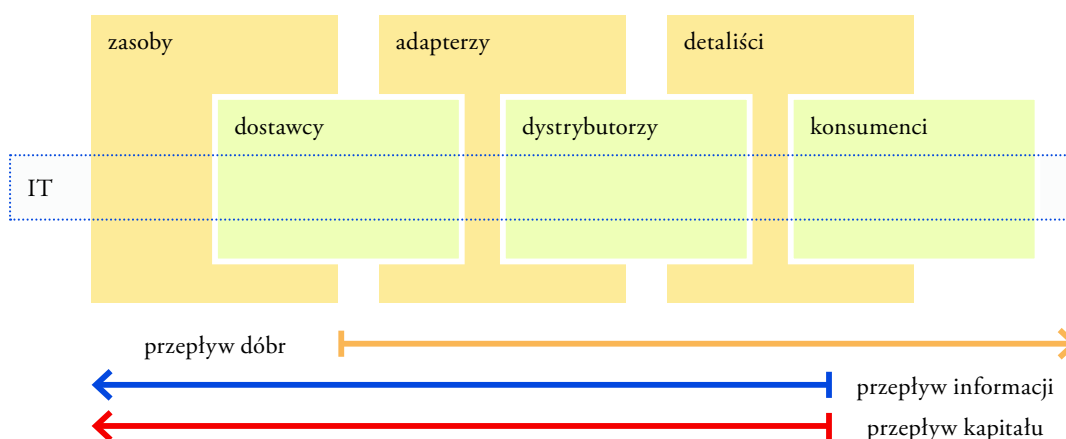 zasoby
adapterzy
detaliści
dostawcy
dystrybutorzy
konsumenci
IT
przepływ dóbr
przepływ informacji
przepływ kapitału